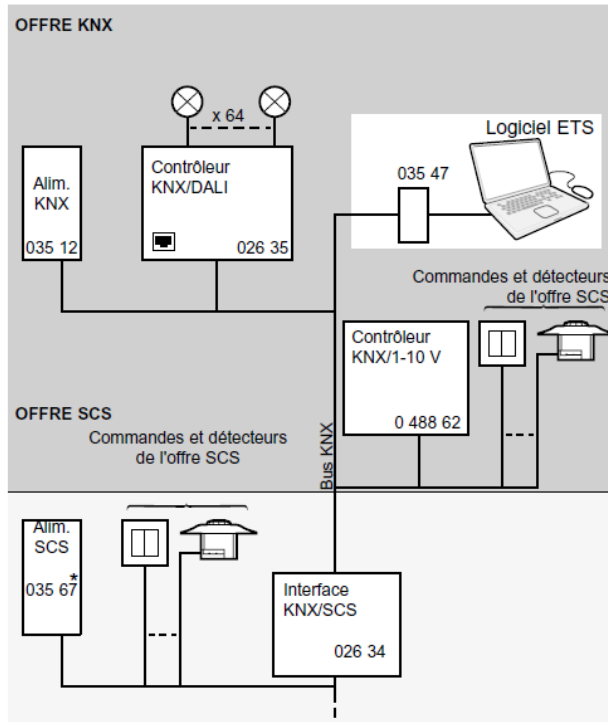 OFFRE KNX
x 64
Logiciel ETS
Contrôleur
KNX/DALI
035 47
Alim.
KNX
035 12
026 35
Commandes et détecteurs
de l'offre SCS
Contrôleur
KNX/1-10 V
0 488 62
OFFRE SCS
Commandes et détecteurs
de l'offre SCS
Bus KNX
Alim.
SCS
035 67*
Interface
KNX/SCS
026 34